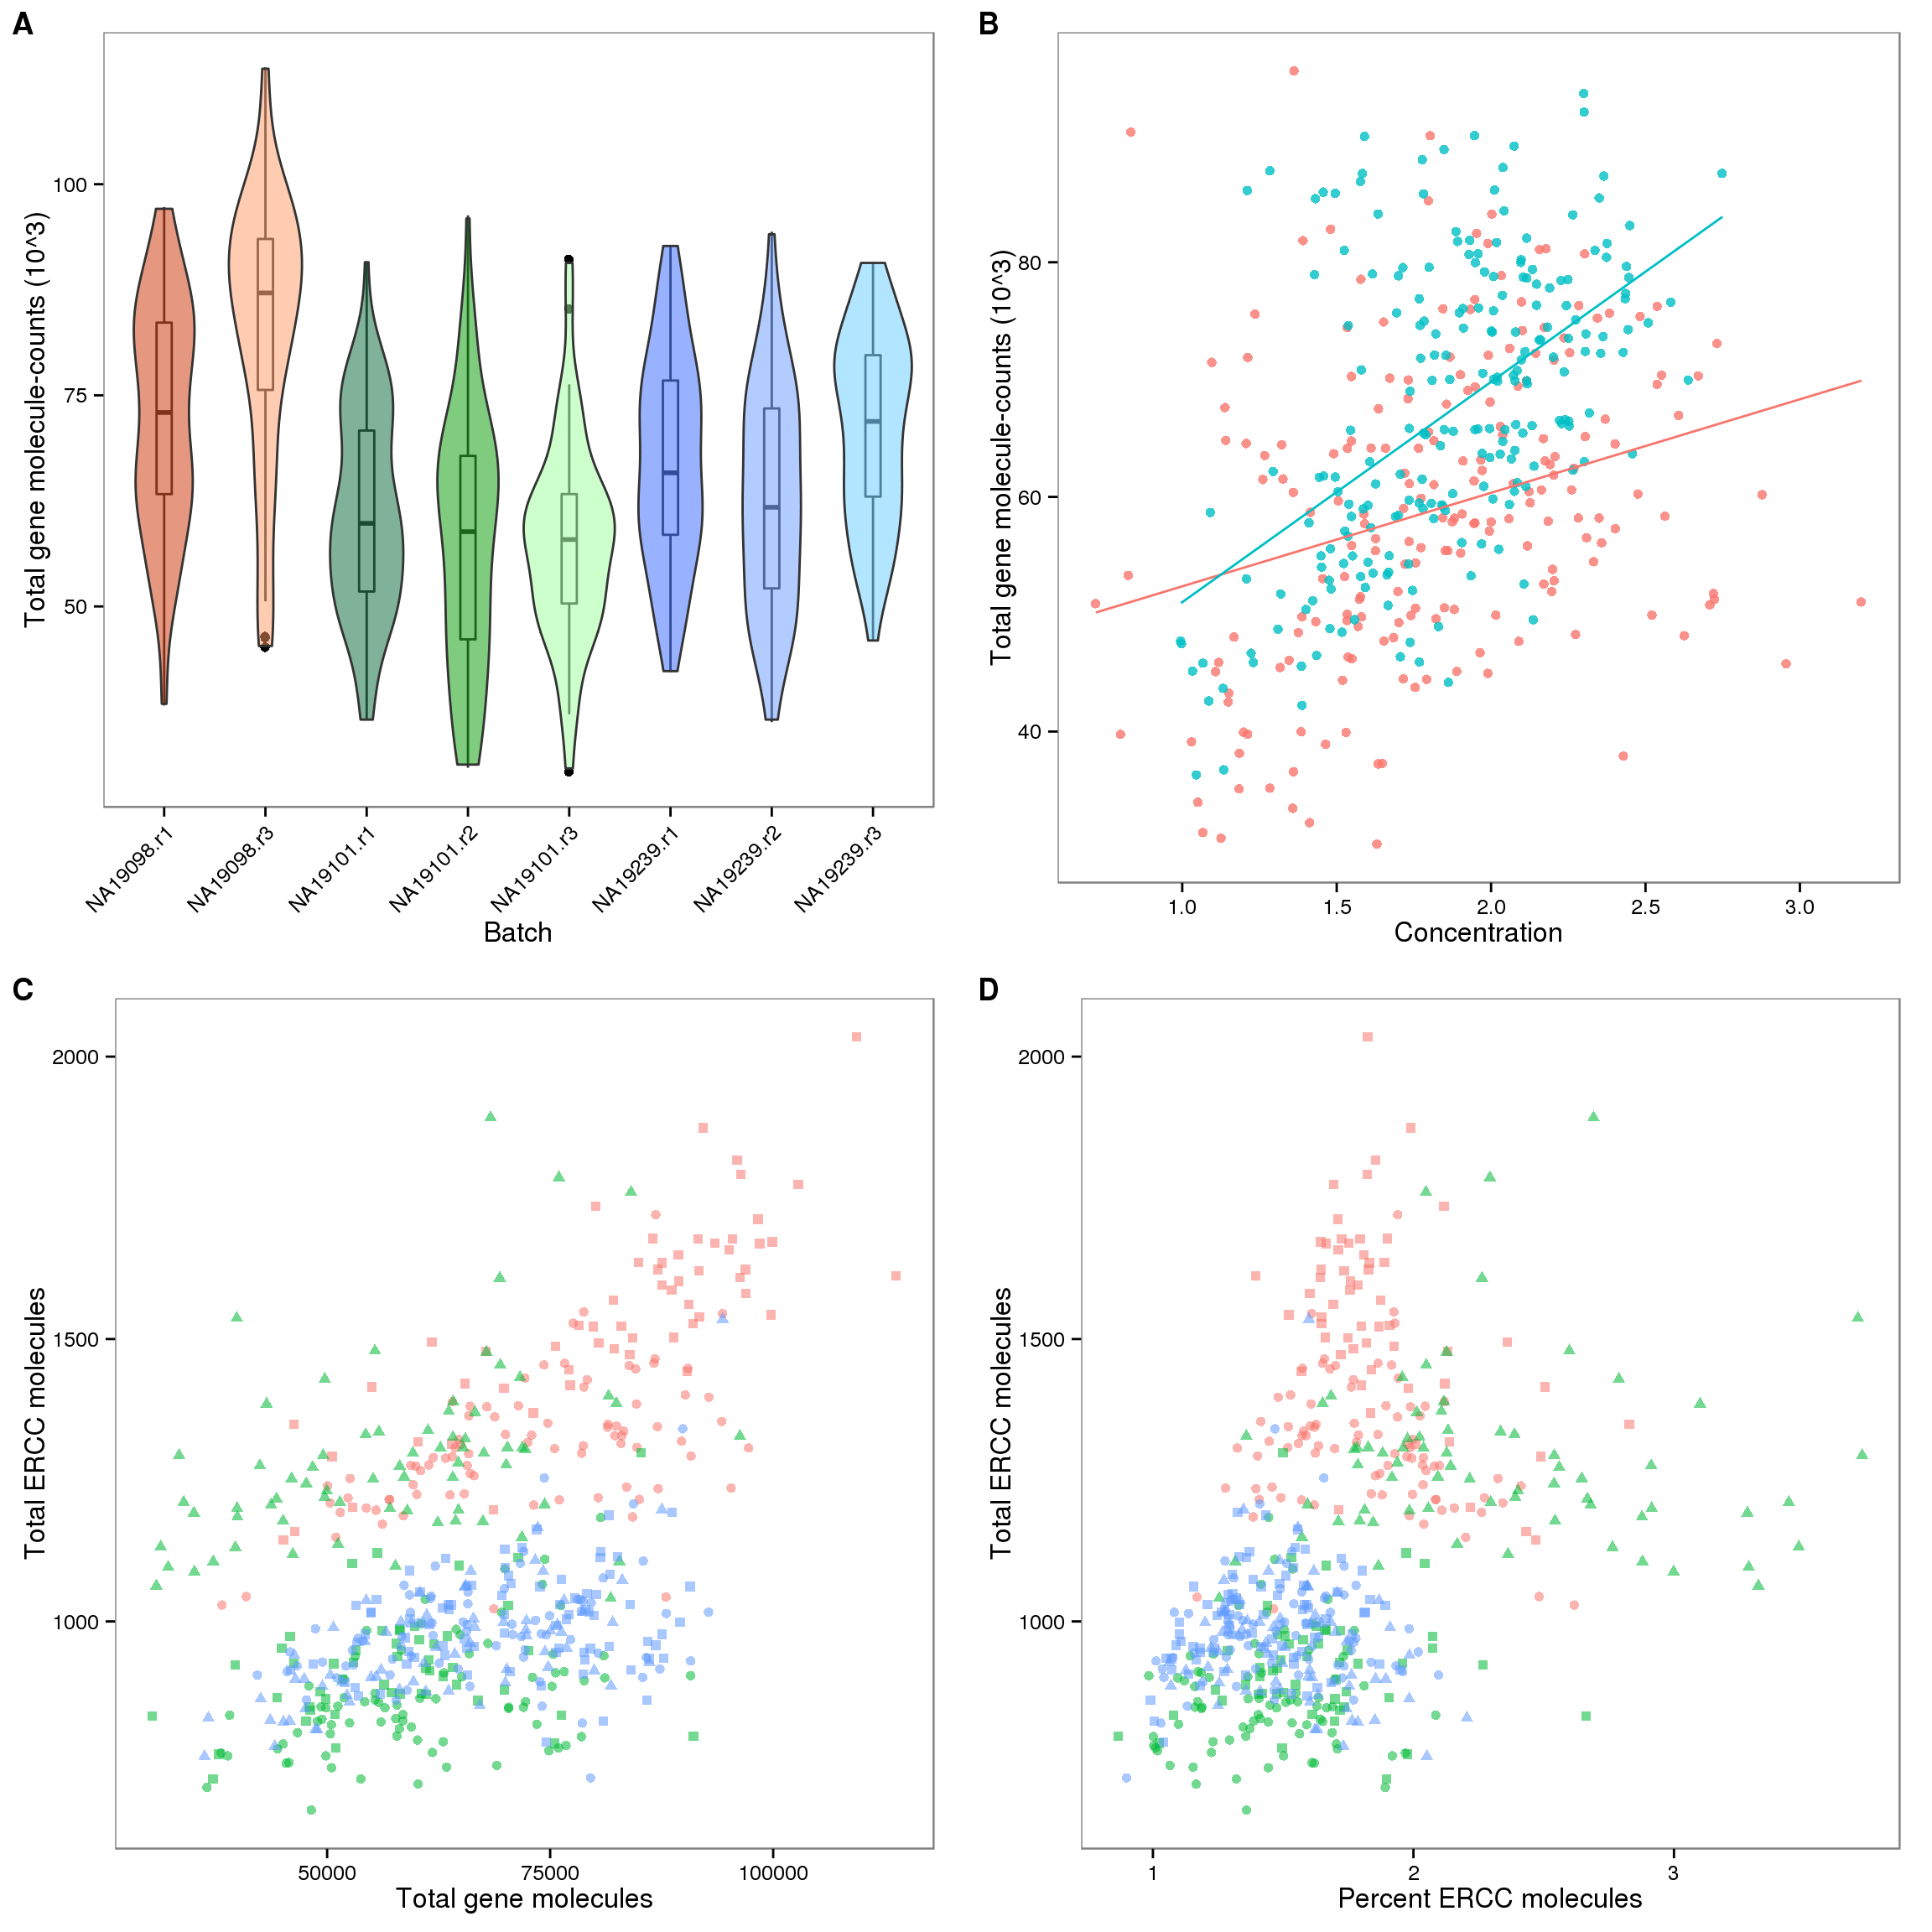 A
Total gene molecule-counts (10^3)
100
75
50
NA19098.r1
NA19098.r3
NA19101.r1
NA19101.r2
NA19101.r3
NA19239.r1
NA19239.r2
NA19239.r3
Batch
B
Total gene molecule-counts (10^3)
80
60
40
1.0
1.5
2.0
2.5
3.0
Concentration
C
Total ERCC molecules
2000
1500
1000
50000
75000
100000
Total gene molecules
D
Total ERCC molecules
2000
1500
1000
1
2
3
Percent ERCC molecules